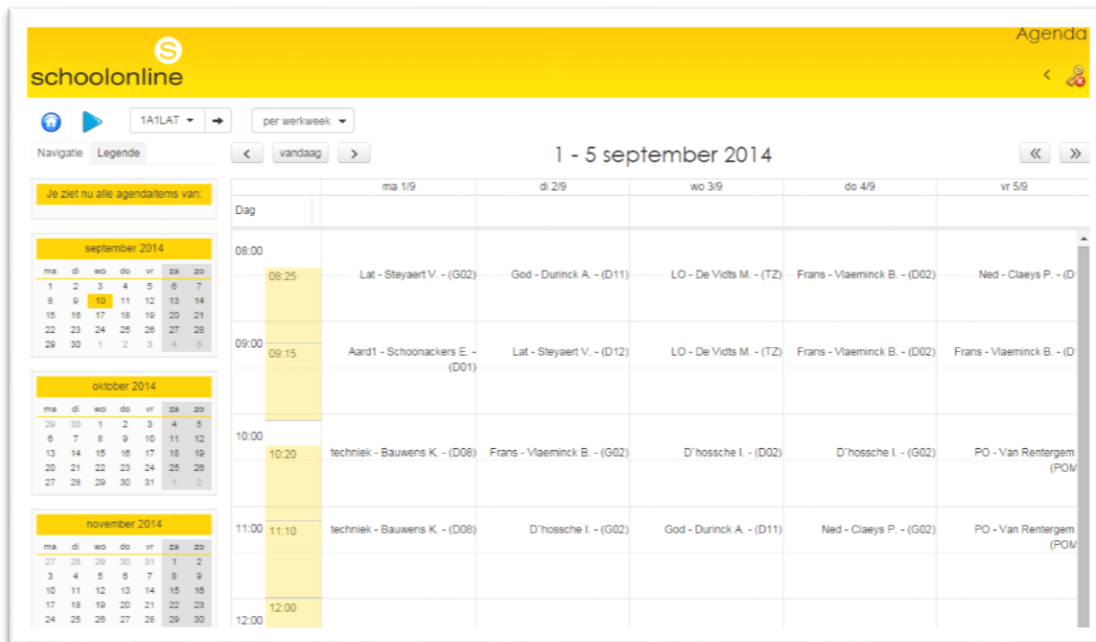 Agenda
S
schoolonline
1A1LAT
per werkweek
Navigatie Legende
vandaag
1 - 5 september 2014
Je ziet nu alle agendaitems van:
ma 1/9 di 2/9 wo 3/9 do 4/9 vr 5/9
Dag
september 2014
ma di wo do vr za zo
1 2 3 4 5 6 7
8 9 10 11 12 13 14
15 16 17 18 19 20 21
22 23 24 25 26 27 28
29 30 1 2 3 4 5
oktober 2014
ma di wo do vr za zo
29 30 1 2 3 4 5
6 7 8 9 10 11 12
13 14 15 16 17 18 19
20 21 22 23 24 25 26
27 28 29 30 31 1 2
november 2014
ma di wo do vr za zo
27 28 29 30 31 1 2
3 4 5 6 7 8 9
10 11 12 13 14 15 16
17 18 19 20 21 22 23
24 25 26 27 28 29 30
08:00
08:25 Lat - Steyaert V. - (G02) God - Durinck A. - (D11) LO - De Vidts M. - (TZ) Frans - Vlaeminck B. - (D02) Ned - Claeys P. - (D
09:00
09:15 Aard1 - Schoonackers E. - Lat - Steyaert V. - (D12) LO - De Vidts M. - (TZ) Frans - Vlaeminck B. - (D02) Frans - Vlaeminck B. - (D
(D01)
10:00
10:20 techniek - Bauwens K. - (D08) Frans - Vlaeminck B. - (G02) D`hossche I. - (D02) D`hossche I. - (G02) PO - Van Rentergem
(POM
11:00 11:10 techniek - Bauwens K. - (D08) D`hossche I. - (G02) God - Durinck A. - (D11) Ned - Claeys P. - (G02) PO - Van Rentergem
(POM
12:00
12:00